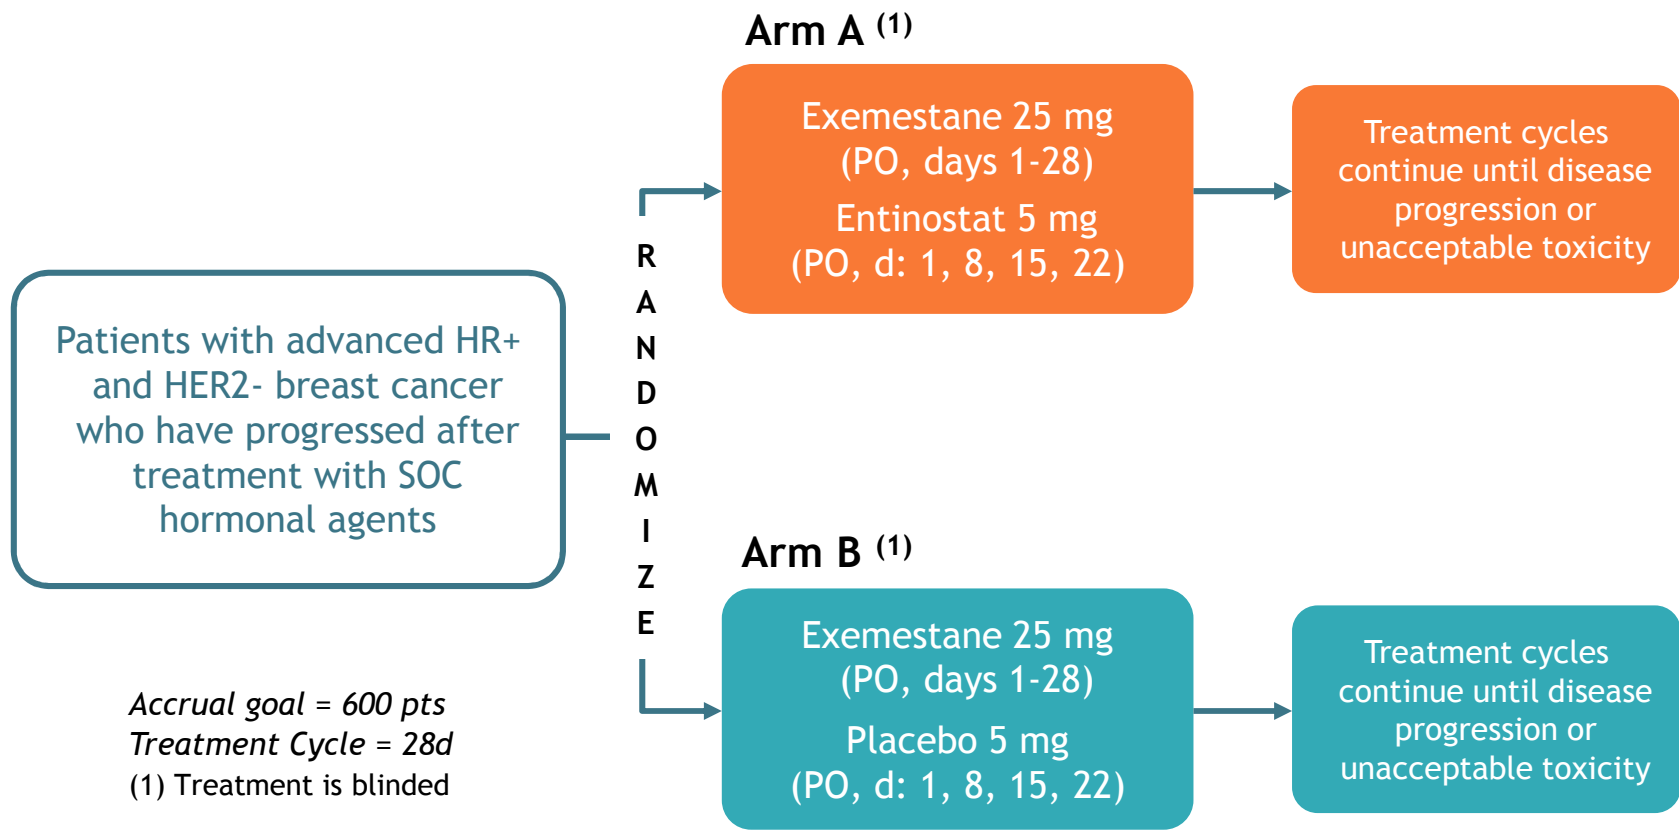 Patients with advanced HR+
and HER2- breast cancer
who have progressed after
treatment with SOC
hormonal agents
Accrual goal = 600 pts
Treatment Cycle = 28d
(1) Treatment is blinded
RANDOMIZE
Arm A (1)
Exemestane 25 mg
(PO, days 1-28)
Entinostat 5 mg
(PO, d: 1, 8, 15, 22)
Treatment cycles
continue until disease
progression or
unacceptable toxicity
Arm B (1)
Exemestane 25 mg
(PO, days 1-28)
Placebo 5 mg
(PO, d: 1, 8, 15, 22)
Treatment cycles
continue until disease
progression or
unacceptable toxicity